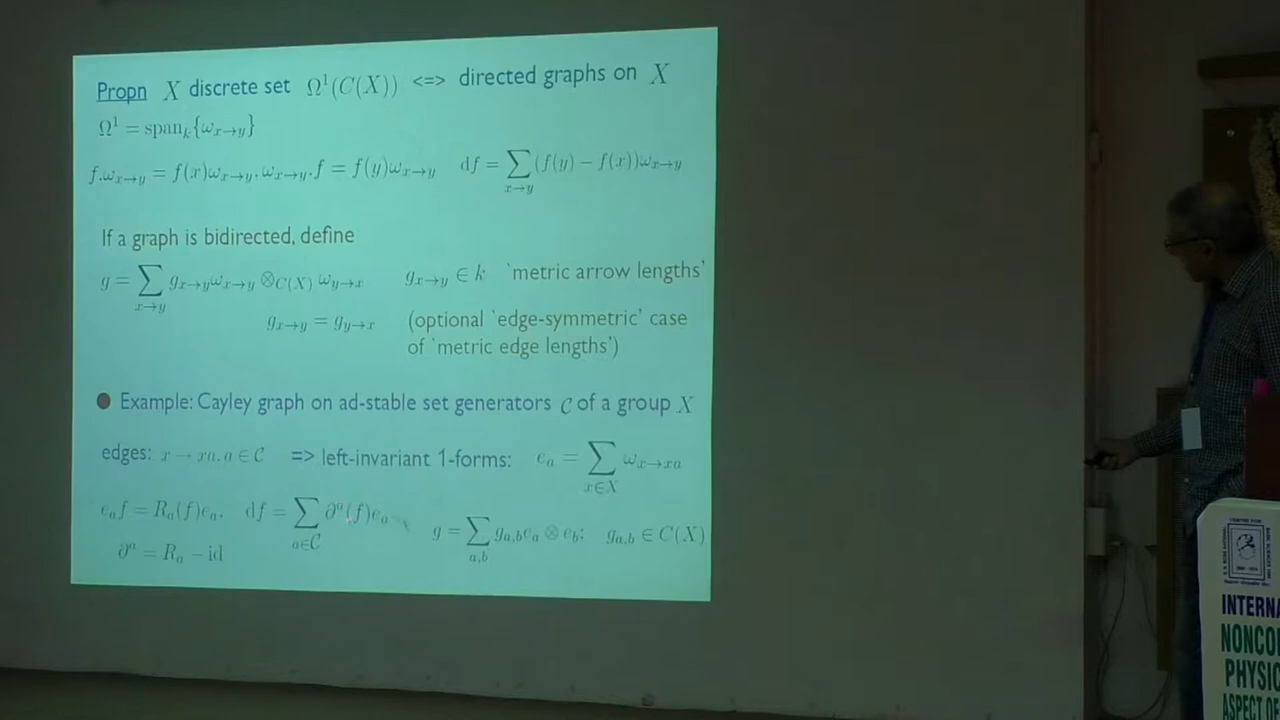 Propn X discrete set Ω¹(C(X)) <=> directed graphs on X
Ω¹ = span_k{ω_{x→y}}
f.ω_{x→y} = f(x)ω_{x→y}, ω_{x→y}.f = f(y)ω_{x→y} df = ∑_{x→y} (f(y) − f(x))ω_{x→y}
If a graph is bidirected, define
g = ∑_{x→y} g_{x→y}ω_{x→y} ⊗_{C(X)} ω_{y→x} g_{x→y} ∈ k 'metric arrow lengths'
g_{x→y} = g_{y→x} (optional 'edge-symmetric' case
of 'metric edge lengths')
● Example: Cayley graph on ad-stable set generators 𝒞 of a group X
edges: x → xa, a ∈ 𝒞 => left-invariant 1-forms: e_a = ∑_{x∈X} ω_{x→xa}
e_a f = R_a(f)e_a, df = ∑_{a∈𝒞} ∂^a(f)e_a g = ∑_{a,b} g_{a,b}e_a ⊗ e_b; g_{a,b} ∈ C(X)
∂^a = R_a − id
INTERNA
NONCO
PHYSIC
ASPECT OF